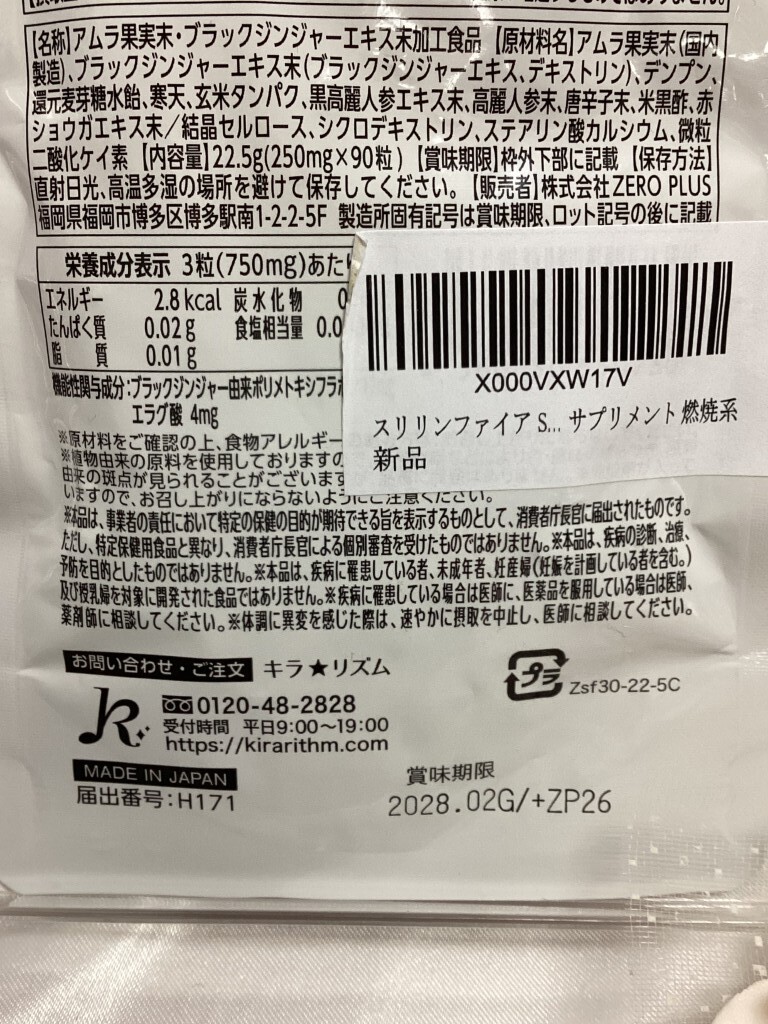 【名称】アムラ果実末・ブラックジンジャーエキス末加工食品 【原材料名】アムラ果実末(国内
製造)、ブラックジンジャーエキス末(ブラックジンジャーエキス、デキストリン)、デンプン、
還元麦芽糖水飴、寒天、玄米タンパク、黒高麗人参エキス末、高麗人参末、唐辛子末、米黒酢、赤
ショウガエキス末／結晶セルロース、シクロデキストリン、ステアリン酸カルシウム、微粒
二酸化ケイ素 【内容量】22.5g(250mg×90粒) 【賞味期限】枠外下部に記載 【保存方法】
直射日光、高温多湿の場所を避けて保存してください。【販売者】株式会社ZERO PLUS
福岡県福岡市博多区博多駅南1-2-2-5F 製造所固有記号は賞味期限、ロット記号の後に記載
栄養成分表示 3粒(750mg)あた
エネルギー 2.8kcal 炭水化物 0
たんぱく質 0.02g 食塩相当量 0.0
脂質 0.01g
機能性関与成分:ブラックジンジャー由来ポリメトキシフラ
エラグ酸 4mg
※原材料をご確認の上、食物アレルギー
※植物由来の原料を使用しておりますの
由来の斑点が見られることがございます
いますので、お召し上がりにならないようにご注意ください。
※本品は、事業者の責任において特定の保健の目的が期待できる旨を表示するものとして、消費者庁長官に届出されたものです。
ただし、特定保健用食品と異なり、消費者庁長官による個別審査を受けたものではありません。※本品は、疾病の診断、治療、
予防を目的としたものではありません。※本品は、疾病に罹患している者、未成年者、妊産婦(妊娠を計画している者を含む。)
及び授乳婦を対象に開発された食品ではありません。※疾病に罹患している場合は医師に、医薬品を服用している場合は医師、
薬剤師に相談してください。※体調に異変を感じた際は、速やかに摂取を中止し、医師に相談してください。
X000VXW17V
スリリンファイア S... サプリメント 燃焼系
新品
お問い合わせ・ご注文 キラ★リズム
0120-48-2828
受付時間 平日9:00～19:00
https://kirarithm.com
プラ Zsf30-22-5C
MADE IN JAPAN
届出番号:H171
賞味期限
2028.02G/+ZP26